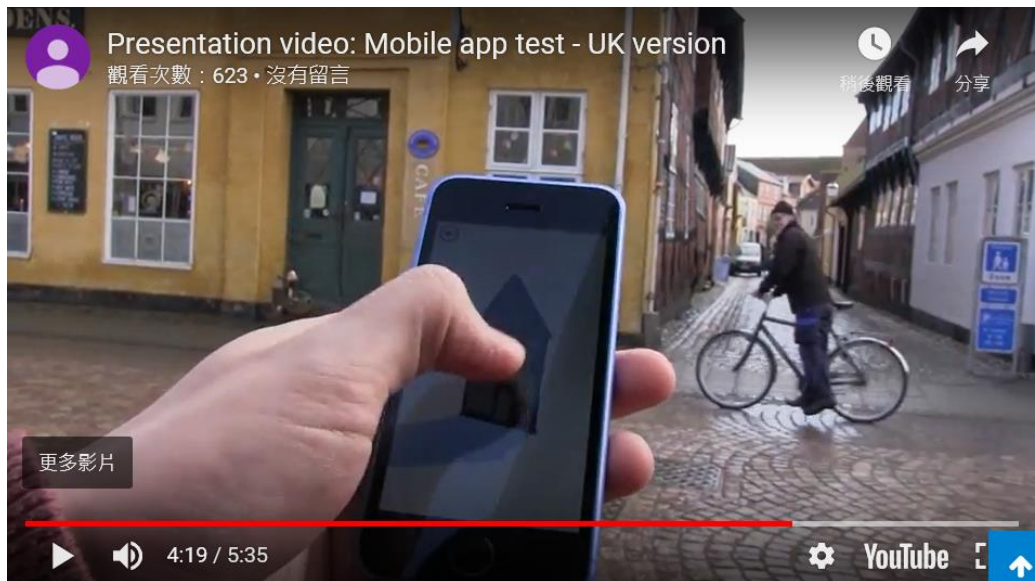 Presentation video: Mobile app test - UK version
觀看次數：623 • 沒有留言
稍後觀看
分享
CAFE
更多影片
4:19 / 5:35
YouTube